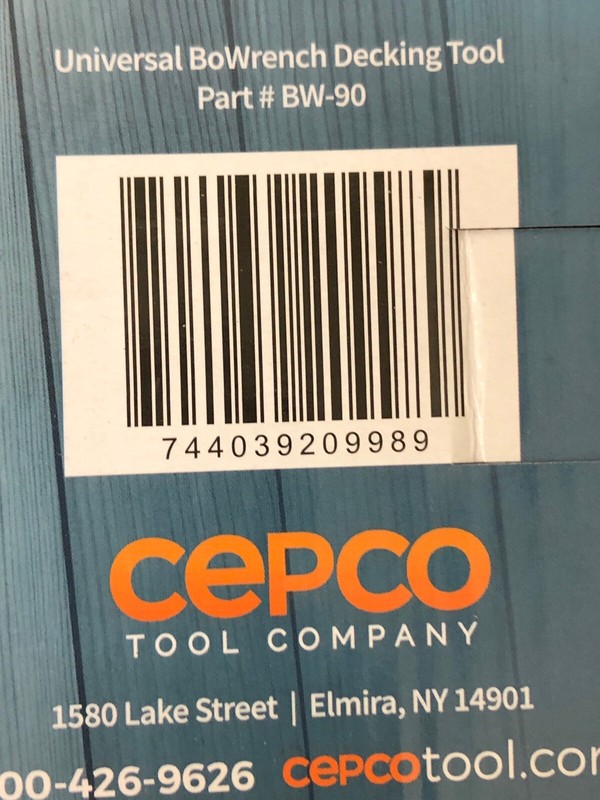 Universal BoWrench Decking Tool
Part # BW-90
744039209989
cepco
TOOL COMPANY
1580 Lake Street | Elmira, NY 14901
00-426-9626 cepcotool.com